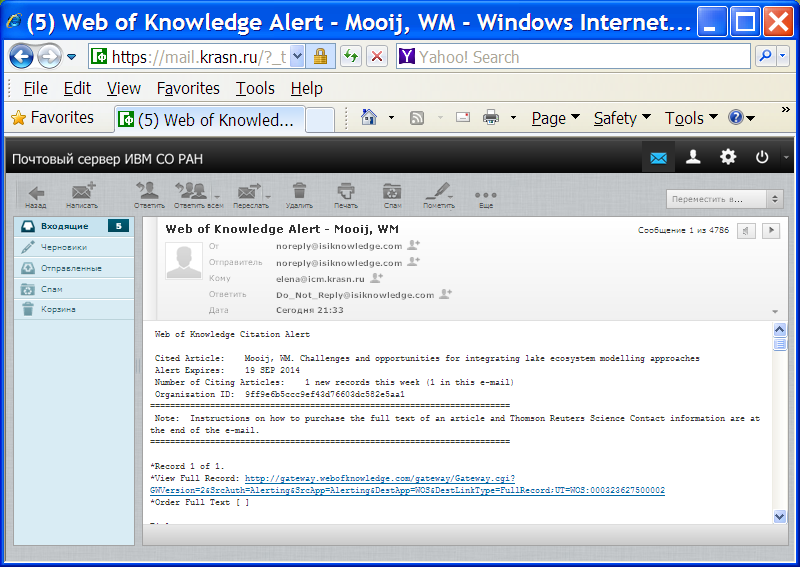 (5) Web of Knowledge Alert - Mooij, WM - Windows Internet...
https://mail.krasn.ru/?_t
Yahoo! Search
File Edit View Favorites Tools Help
Favorites
(5) Web of Knowled...
Page Safety Tools »
Почтовый сервер ИВМ СО РАН
Назад Написать Ответить Ответить всем Переслать Удалить Печать Спам Пометить Еще
Переместить в...
Входящие 5
Черновики
Отправленные
Спам
Корзина
Web of Knowledge Alert - Mooij, WM
Сообщение 1 из 4786
От noreply@isiknowledge.com
Отправитель noreply@isiknowledge.com
Кому elena@icm.krasn.ru
Ответить Do_Not_Reply@isiknowledge.com
Дата Сегодня 21:33
Web of Knowledge Citation Alert
Cited Article: Mooij, WM. Challenges and opportunities for integrating lake ecosystem modelling approaches
Alert Expires: 19 SEP 2014
Number of Citing Articles: 1 new records this week (1 in this e-mail)
Organisation ID: 9ff9e6b5ccc9ef43d76603dc582e5aa1
========================================================================
Note: Instructions on how to purchase the full text of an article and Thomson Reuters Science Contact information are at
the end of the e-mail.
========================================================================
*Record 1 of 1.
*View Full Record: http://gateway.webofknowledge.com/gateway/Gateway.cgi?
GWVersion=2&SrcAuth=Alerting&SrcApp=Alerting&DestApp=WOS&DestLinkType=FullRecord;UT=WOS:000323627500002
*Order Full Text [ ]